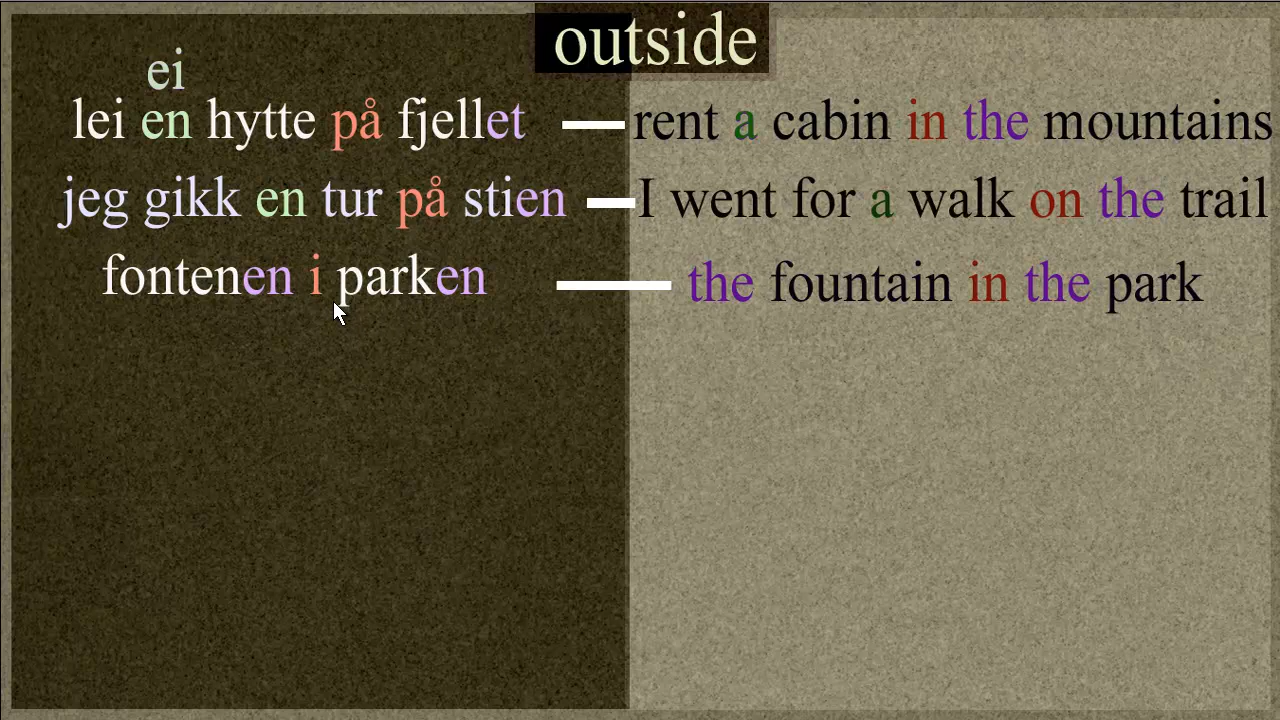 outside
ei
lei en hytte på fjellet — rent a cabin in the mountains
jeg gikk en tur på stien — I went for a walk on the trail
fontenen i parken — the fountain in the park